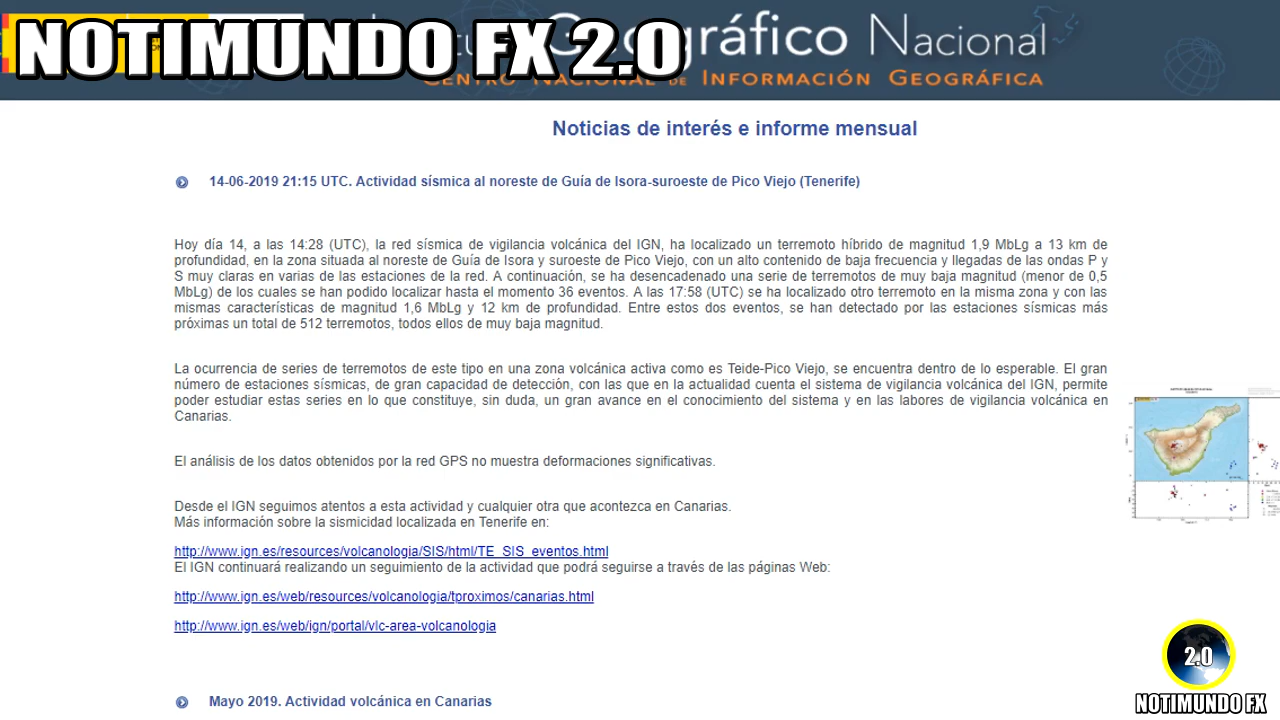 NOTIMUNDO FX 2.0
Geográfico Nacional
CENTRO NACIONAL DE INFORMACIÓN GEOGRÁFICA
Noticias de interés e informe mensual
14-06-2019 21:15 UTC. Actividad sísmica al noreste de Guía de Isora-suroeste de Pico Viejo (Tenerife)
Hoy día 14, a las 14:28 (UTC), la red sísmica de vigilancia volcánica del IGN, ha localizado un terremoto híbrido de magnitud 1,9 MbLg a 13 km de
profundidad, en la zona situada al noreste de Guía de Isora y suroeste de Pico Viejo, con un alto contenido de baja frecuencia y llegadas de las ondas P y
S muy claras en varias de las estaciones de la red. A continuación, se ha desencadenado una serie de terremotos de muy baja magnitud (menor de 0,5
MbLg) de los cuales se han podido localizar hasta el momento 36 eventos. A las 17:58 (UTC) se ha localizado otro terremoto en la misma zona y con las
mismas características de magnitud 1,6 MbLg y 12 km de profundidad. Entre estos dos eventos, se han detectado por las estaciones sísmicas más
próximas un total de 512 terremotos, todos ellos de muy baja magnitud.
La ocurrencia de series de terremotos de este tipo en una zona volcánica activa como es Teide-Pico Viejo, se encuentra dentro de lo esperable. El gran
número de estaciones sísmicas, de gran capacidad de detección, con las que en la actualidad cuenta el sistema de vigilancia volcánica del IGN, permite
poder estudiar estas series en lo que constituye, sin duda, un gran avance en el conocimiento del sistema y en las labores de vigilancia volcánica en
Canarias.
El análisis de los datos obtenidos por la red GPS no muestra deformaciones significativas.
Desde el IGN seguimos atentos a esta actividad y cualquier otra que acontezca en Canarias.
Más información sobre la sismicidad localizada en Tenerife en:
http://www.ign.es/resources/volcanologia/SIS/html/TE_SIS_eventos.html
El IGN continuará realizando un seguimiento de la actividad que podrá seguirse a través de las páginas Web:
http://www.ign.es/web/resources/volcanologia/tproximos/canarias.html
http://www.ign.es/web/ign/portal/vlc-area-volcanologia
2.0
NOTIMUNDO FX
Mayo 2019. Actividad volcánica en Canarias